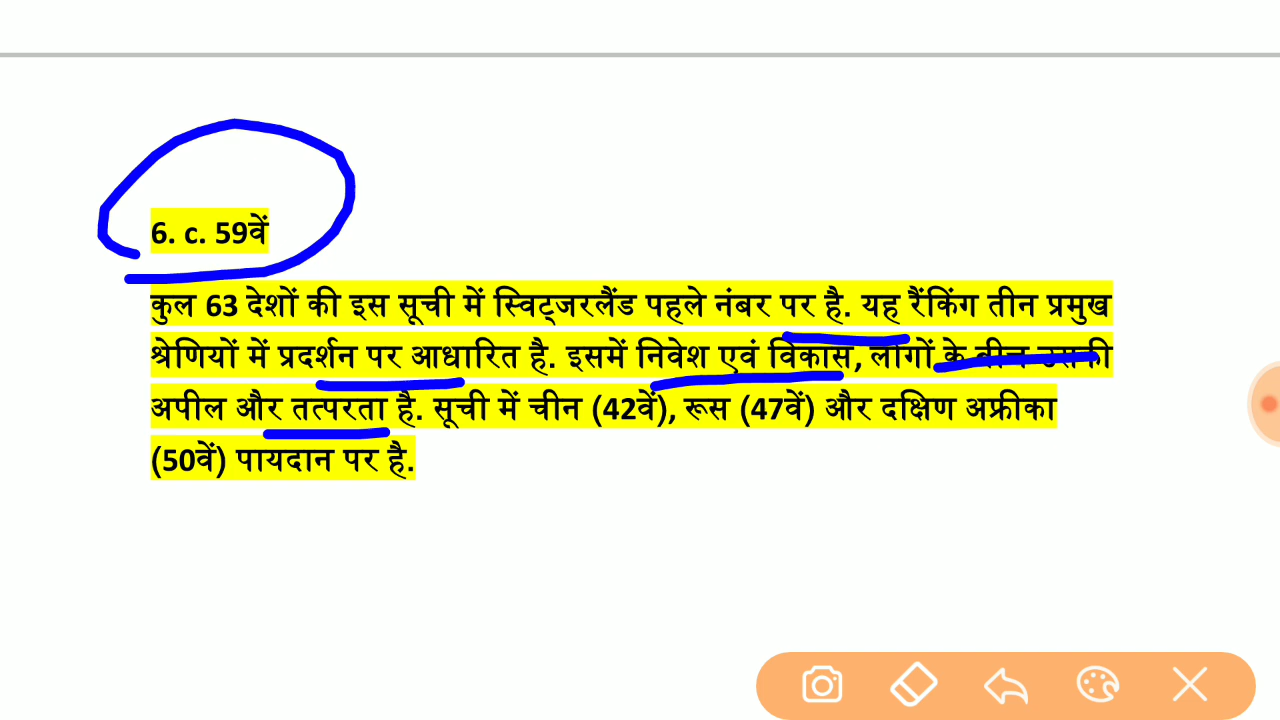 6. c. 59वें
कुल 63 देशों की इस सूची में स्विट्जरलैंड पहले नंबर पर है. यह रैंकिंग तीन प्रमुख
श्रेणियों में प्रदर्शन पर आधारित है. इसमें निवेश एवं विकास, लोगों के बीच उसकी
अपील और तत्परता है. सूची में चीन (42वें), रूस (47वें) और दक्षिण अफ्रीका
(50वें) पायदान पर है.